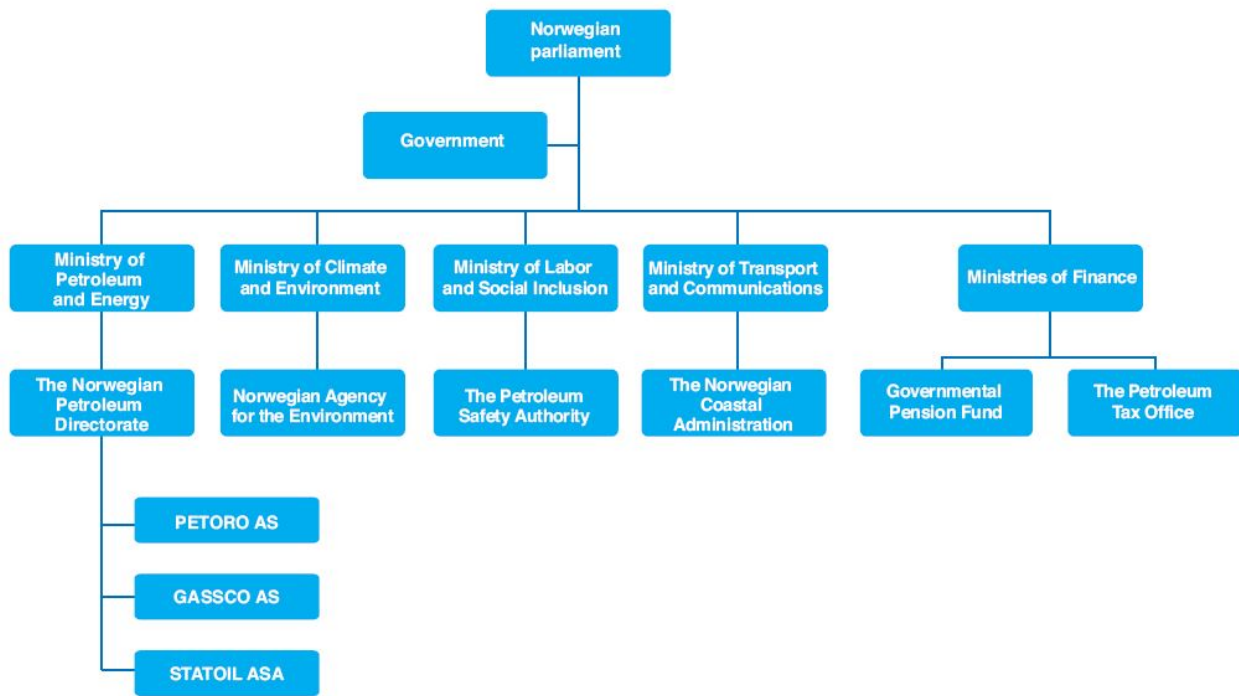 Norwegian
parliament
Government
Ministry of
Petroleum
and Energy
Ministry of Climate
and Environment
Ministry of Labor
and Social Inclusion
Ministry of Transport
and Communications
Ministries of Finance
The Norwegian
Petroleum
Directorate
Norwegian Agency
for the Environment
The Petroleum
Safety Authority
The Norwegian
Coastal
Administration
Governmental
Pension Fund
The Petroleum
Tax Office
PETORO AS
GASSCO AS
STATOIL ASA